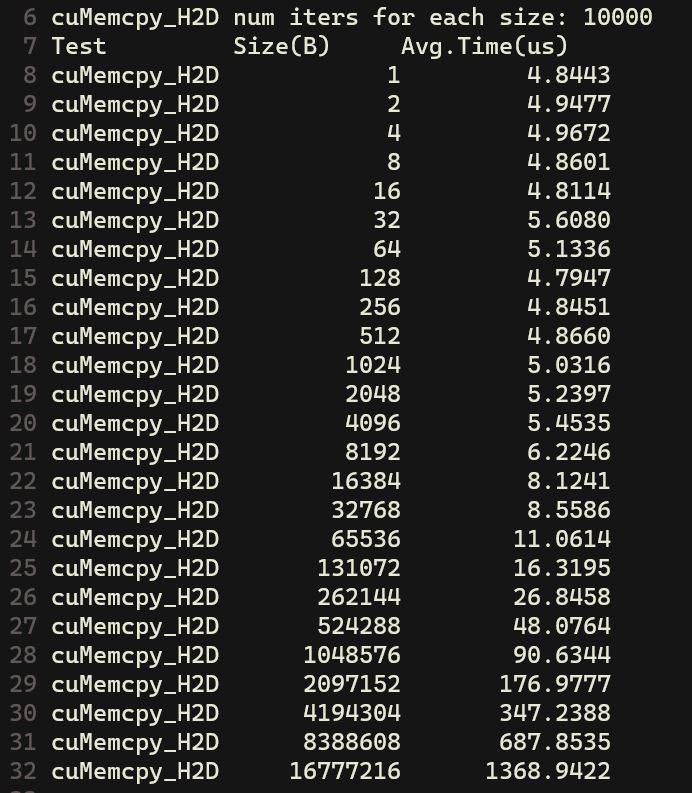 6 cuMemcpy_H2D num iters for each size: 10000
7 Test Size(B) Avg.Time(us)
8 cuMemcpy_H2D 1 4.8443
9 cuMemcpy_H2D 2 4.9477
10 cuMemcpy_H2D 4 4.9672
11 cuMemcpy_H2D 8 4.8601
12 cuMemcpy_H2D 16 4.8114
13 cuMemcpy_H2D 32 5.6080
14 cuMemcpy_H2D 64 5.1336
15 cuMemcpy_H2D 128 4.7947
16 cuMemcpy_H2D 256 4.8451
17 cuMemcpy_H2D 512 4.8660
18 cuMemcpy_H2D 1024 5.0316
19 cuMemcpy_H2D 2048 5.2397
20 cuMemcpy_H2D 4096 5.4535
21 cuMemcpy_H2D 8192 6.2246
22 cuMemcpy_H2D 16384 8.1241
23 cuMemcpy_H2D 32768 8.5586
24 cuMemcpy_H2D 65536 11.0614
25 cuMemcpy_H2D 131072 16.3195
26 cuMemcpy_H2D 262144 26.8458
27 cuMemcpy_H2D 524288 48.0764
28 cuMemcpy_H2D 1048576 90.6344
29 cuMemcpy_H2D 2097152 176.9777
30 cuMemcpy_H2D 4194304 347.2388
31 cuMemcpy_H2D 8388608 687.8535
32 cuMemcpy_H2D 16777216 1368.9422